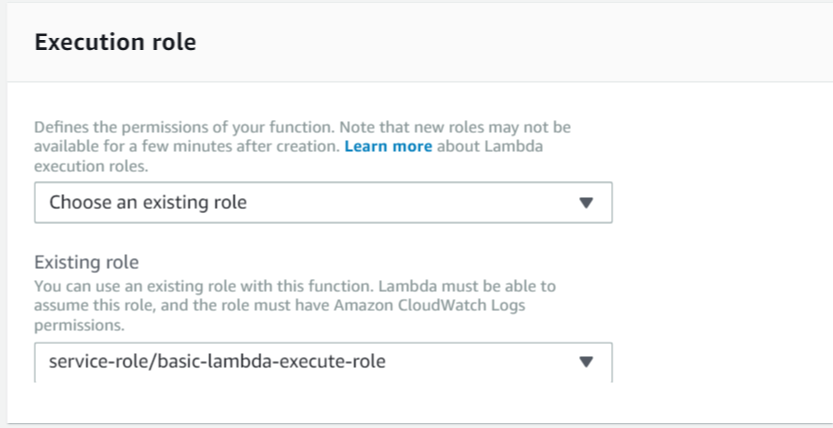 Execution role
Defines the permissions of your function. Note that new roles may not be
available for a few minutes after creation. Learn more about Lambda
execution roles.
Choose an existing role
Existing role
You can use an existing role with this function. Lambda must be able to
assume this role, and the role must have Amazon CloudWatch Logs
permissions.
service-role/basic-lambda-execute-role